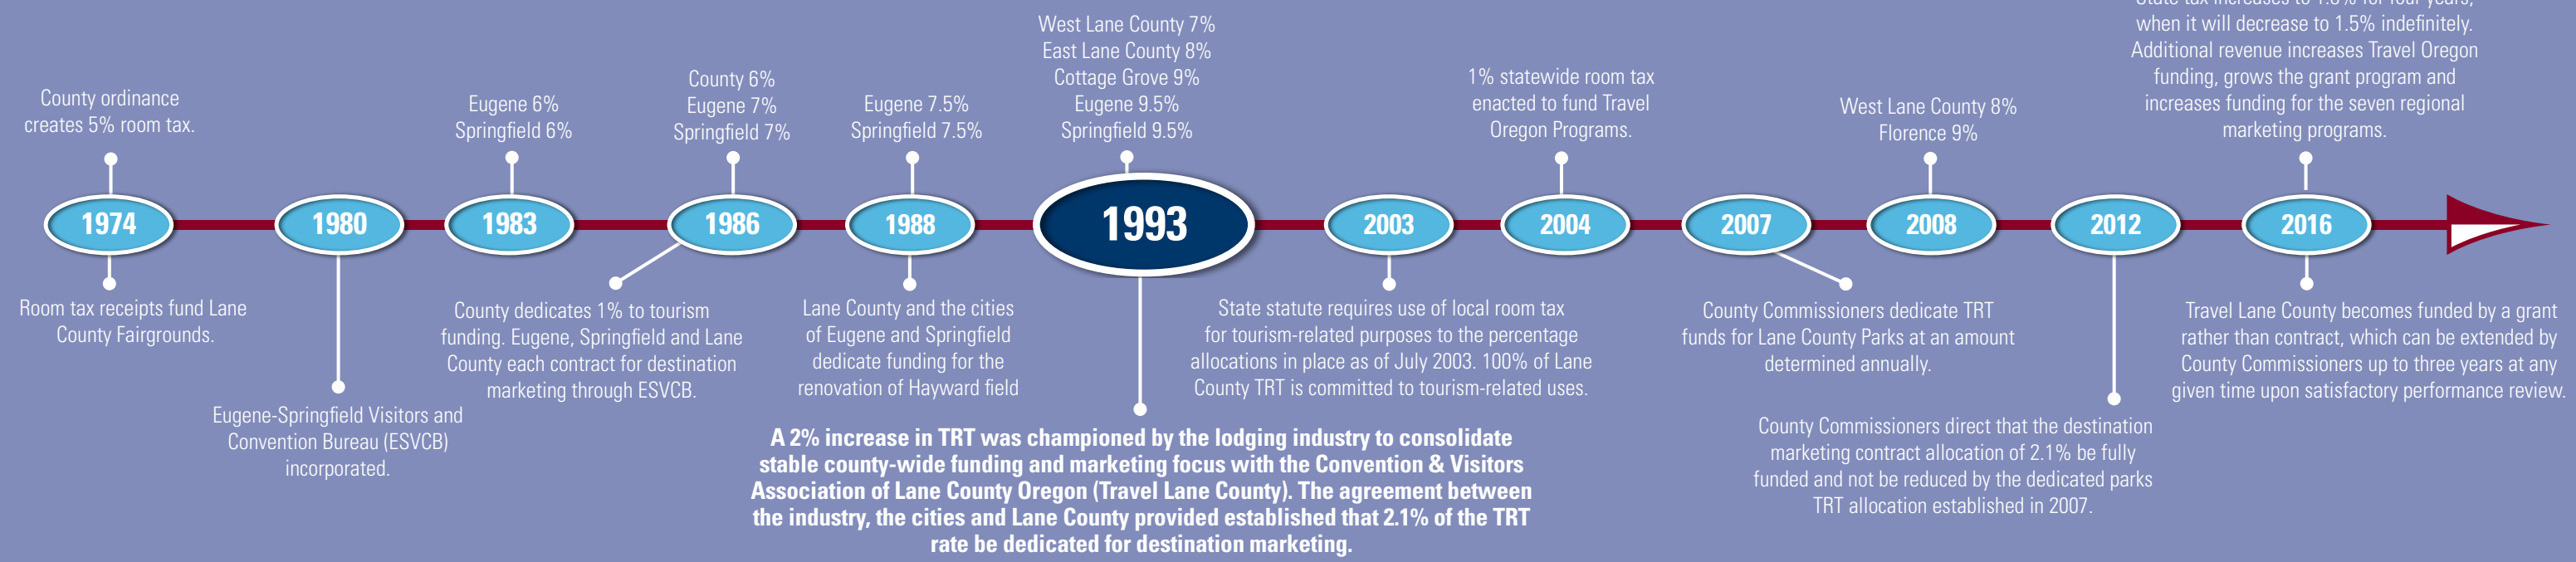 County ordinance
creates 5% room tax.
1974
Room tax receipts fund Lane
County Fairgrounds.
1980
Eugene-Springfield Visitors and
Convention Bureau (ESVCB)
incorporated.
Eugene 6%
Springfield 6%
1983
County 6%
Eugene 7%
Springfield 7%
1986
County dedicates 1% to tourism
funding. Eugene, Springfield and Lane
County each contract for destination
marketing through ESVCB.
Eugene 7.5%
Springfield 7.5%
1988
Lane County and the cities
of Eugene and Springfield
dedicate funding for the
renovation of Hayward field
West Lane County 7%
East Lane County 8%
Cottage Grove 9%
Eugene 9.5%
Springfield 9.5%
1993
A 2% increase in TRT was championed by the lodging industry to consolidate
stable county-wide funding and marketing focus with the Convention & Visitors
Association of Lane County Oregon (Travel Lane County). The agreement between
the industry, the cities and Lane County provided established that 2.1% of the TRT
rate be dedicated for destination marketing.
2003
State statute requires use of local room tax
for tourism-related purposes to the percentage
allocations in place as of July 2003. 100% of Lane
County TRT is committed to tourism-related uses.
1% statewide room tax
enacted to fund Travel
Oregon Programs.
2004
2007
County Commissioners dedicate TRT
funds for Lane County Parks at an amount
determined annually.
West Lane County 8%
Florence 9%
2008
2012
County Commissioners direct that the destination
marketing contract allocation of 2.1% be fully
funded and not be reduced by the dedicated parks
TRT allocation established in 2007.
State tax increases to for four years,
when it will decrease to 1.5% indefinitely.
Additional revenue increases Travel Oregon
funding, grows the grant program and
increases funding for the seven regional
marketing programs.
2016
Travel Lane County becomes funded by a grant
rather than contract, which can be extended by
County Commissioners up to three years at any
given time upon satisfactory performance review.